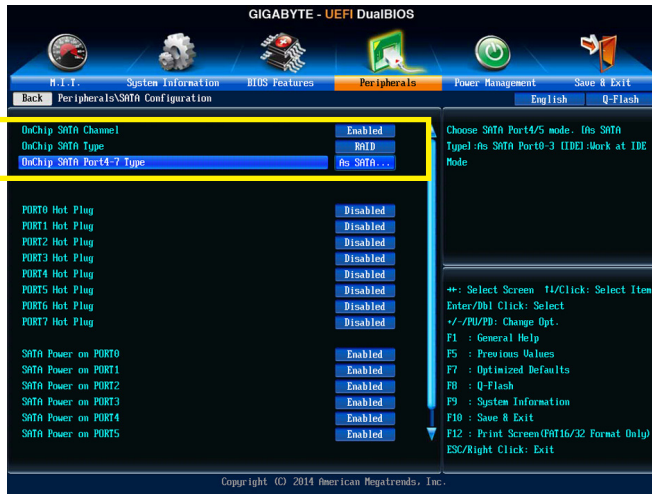 GIGABYTE - UEFI DualBIOS
M.I.T. System Information BIOS Features Peripherals Power Management Save & Exit
Back Peripherals\SATA Configuration English Q-Flash
OnChip SATA Channel Enabled
OnChip SATA Type RAID
OnChip SATA Port4-7 Type As SATA...
PORT0 Hot Plug Disabled
PORT1 Hot Plug Disabled
PORT2 Hot Plug Disabled
PORT3 Hot Plug Disabled
PORT4 Hot Plug Disabled
PORT5 Hot Plug Disabled
PORT6 Hot Plug Disabled
PORT7 Hot Plug Disabled
SATA Power on PORT0 Enabled
SATA Power on PORT1 Enabled
SATA Power on PORT2 Enabled
SATA Power on PORT3 Enabled
SATA Power on PORT4 Enabled
SATA Power on PORT5 Enabled
Choose SATA Port4/5 mode. [As SATA
Type]:As SATA Port0-3 [IDE]:Work at IDE
Mode
→←: Select Screen ↑↓/Click: Select Item
Enter/Dbl Click: Select
+/-/PU/PD: Change Opt.
F1 : General Help
F5 : Previous Values
F7 : Optimized Defaults
F8 : Q-Flash
F9 : System Information
F10 : Save & Exit
F12 : Print Screen(FAT16/32 Format Only)
ESC/Right Click: Exit
Copyright (C) 2014 American Megatrends, Inc.